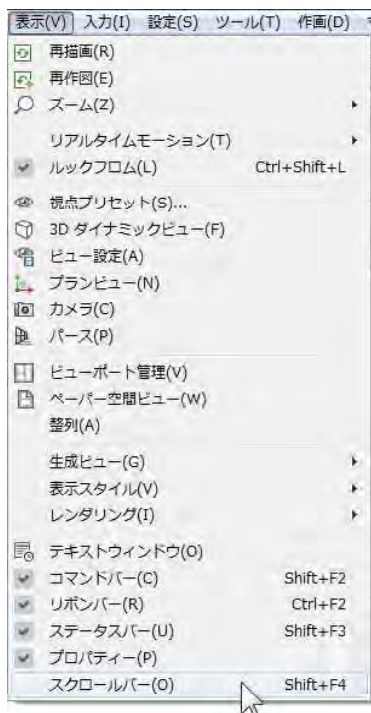 表示(V) 入力(I) 設定(S) ツール(T) 作画(D)
再描画(R)
再作図(E)
ズーム(Z)
リアルタイムモーション(T)
ルックフロム(L) Ctrl+Shift+L
視点プリセット(S)...
3D ダイナミックビュー(F)
ビュー設定(A)
プランビュー(N)
カメラ(C)
パース(P)
ビューポート管理(V)
ペーパー空間ビュー(W)
整列(A)
生成ビュー(G)
表示スタイル(V)
レンダリング(I)
テキストウィンドウ(O)
コマンドバー(C) Shift+F2
リボンバー(R) Ctrl+F2
ステータスバー(U) Shift+F3
プロパティー(P)
スクロールバー(O) Shift+F4